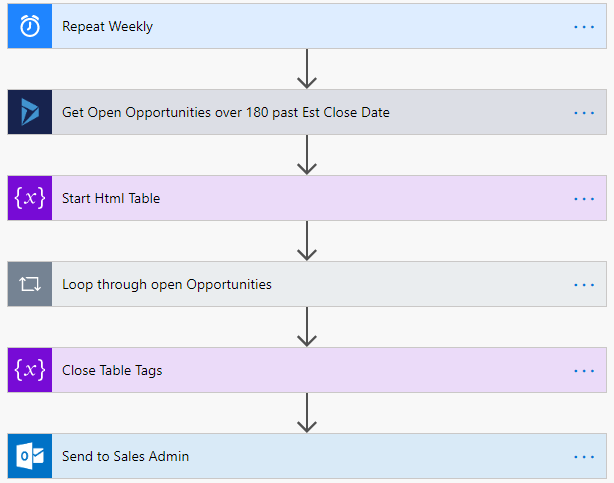 Repeat Weekly
Get Open Opportunities over 180 past Est Close Date
{x} Start Html Table
Loop through open Opportunities
{x} Close Table Tags
Send to Sales Admin